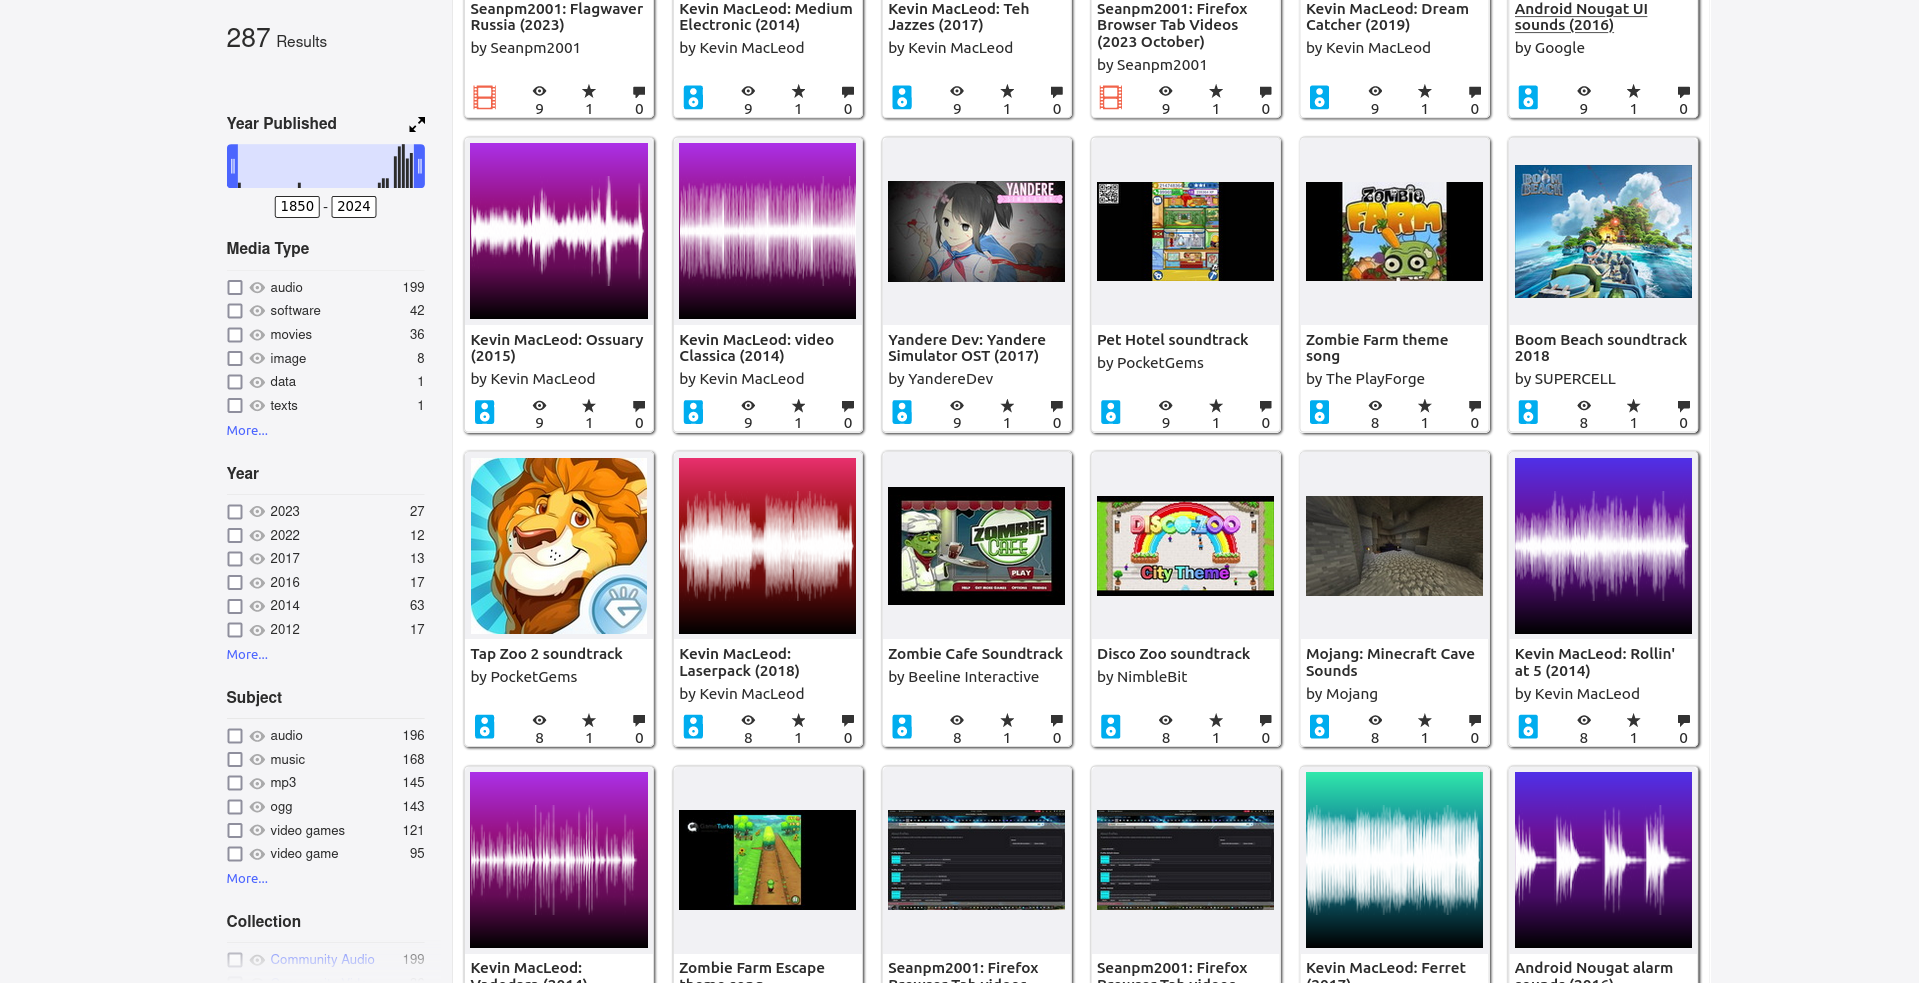 287 Results
Year Published
1850 - 2024
Media Type
audio 199
software 42
movies 36
image 8
data 1
texts 1
More...
Year
2023 27
2022 12
2017 13
2016 17
2014 63
2012 17
More...
Subject
audio 196
music 168
mp3 145
ogg 143
video games 121
video game 95
More...
Collection
Community Audio 199
Seanpm2001: Flagwaver
Russia (2023)
by Seanpm2001
9 1 0
Kevin MacLeod: Medium
Electronic (2014)
by Kevin MacLeod
9 1 0
Kevin MacLeod: Teh
Jazzes (2017)
by Kevin MacLeod
9 1 0
Seanpm2001: Firefox
Browser Tab Videos
(2023 October)
by Seanpm2001
9 1 0
Kevin MacLeod: Dream
Catcher (2019)
by Kevin MacLeod
9 1 0
Android Nougat UI
sounds (2016)
by Google
9 1 0
Kevin MacLeod: Ossuary
(2015)
by Kevin MacLeod
9 1 0
Kevin MacLeod: video
Classica (2014)
by Kevin MacLeod
9 1 0
YANDERE
Yandere Dev: Yandere
Simulator OST (2017)
by YandereDev
9 1 0
Pet Hotel soundtrack
by PocketGems
9 1 0
ZOMBIE
FARM
Zombie Farm theme
song
by The PlayForge
8 1 0
BOOM
BEACH
Boom Beach soundtrack
2018
by SUPERCELL
8 1 0
Tap Zoo 2 soundtrack
by PocketGems
8 1 0
Kevin MacLeod:
Laserpack (2018)
by Kevin MacLeod
8 1 0
ZOMBIE
CAFE
PLAY
Zombie Cafe Soundtrack
by Beeline Interactive
8 1 0
DISCO ZOO
City Theme
Disco Zoo soundtrack
by NimbleBit
8 1 0
Mojang: Minecraft Cave
Sounds
by Mojang
8 1 0
Kevin MacLeod: Rollin'
at 5 (2014)
by Kevin MacLeod
8 1 0
Kevin MacLeod:
Zombie Farm Escape
Seanpm2001: Firefox
Browser Tab videos
Seanpm2001: Firefox
Browser Tab videos
Kevin MacLeod: Ferret
(2017)
Android Nougat alarm
sounds (2016)